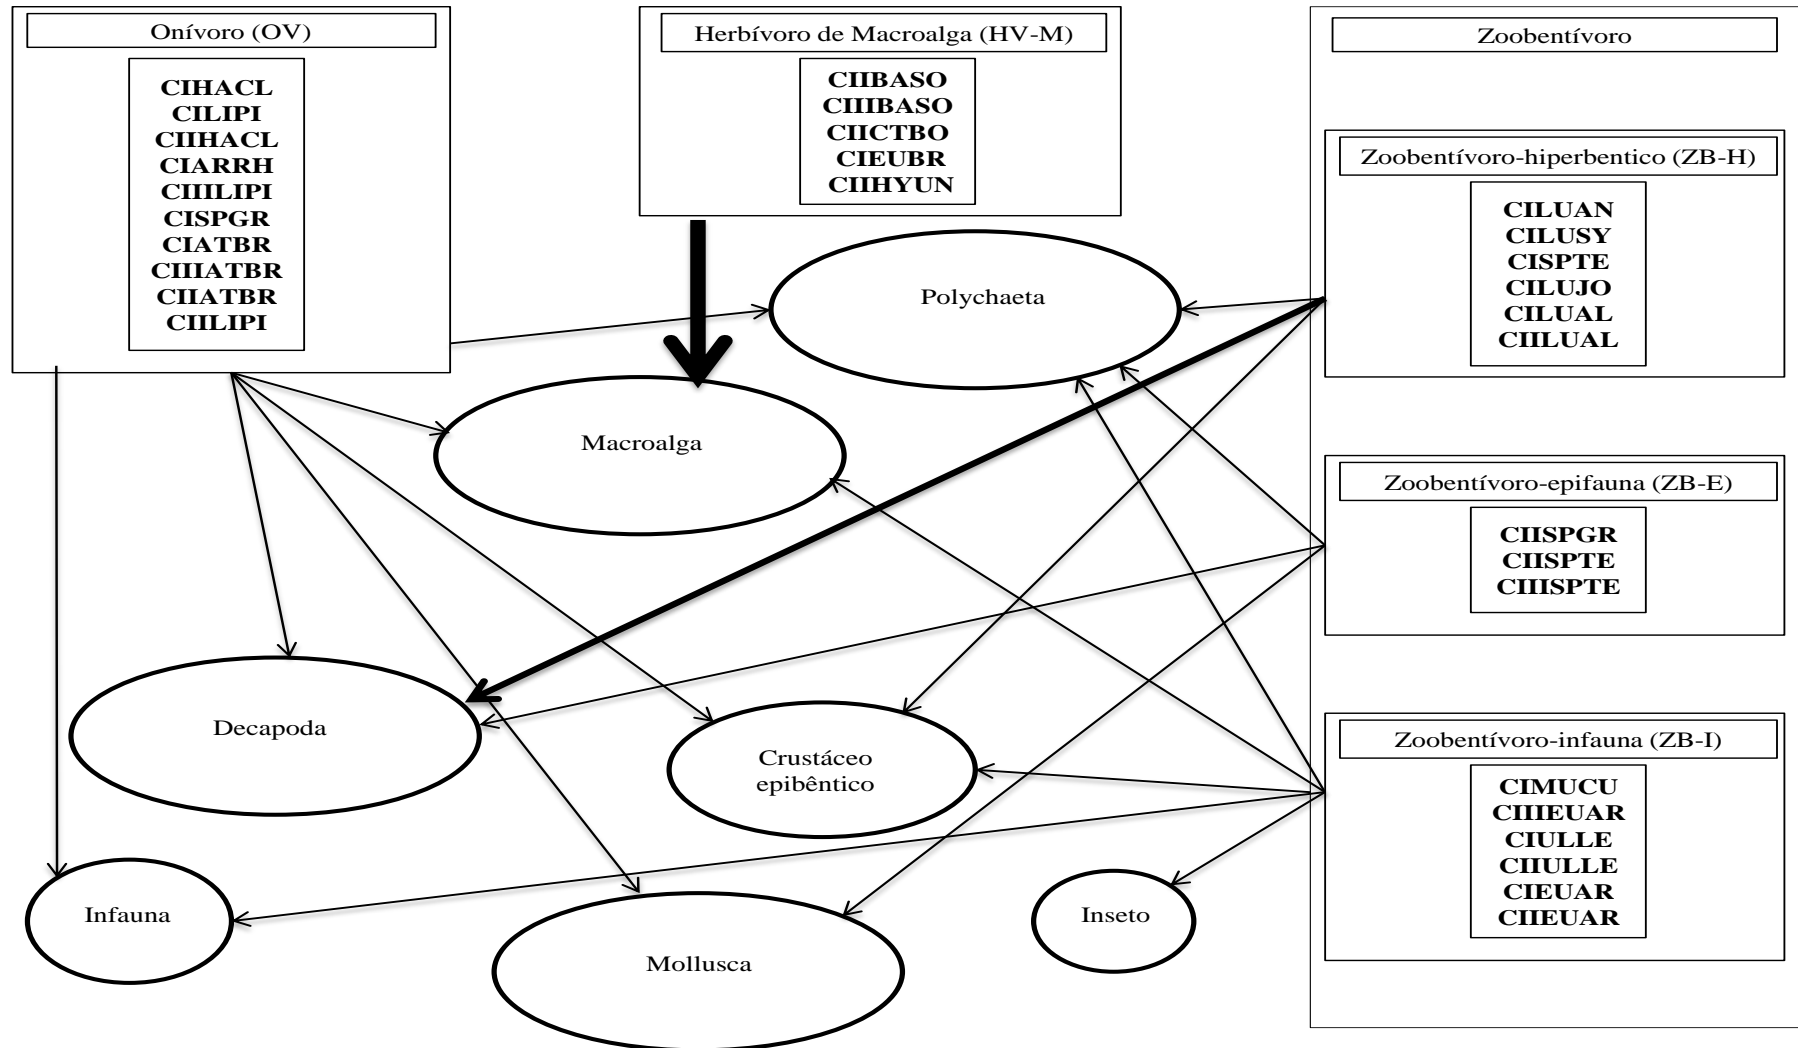 Onívoro (OV)
CIHACL
CILIPI
CIIHACL
CIARRH
CIIILIPI
CISPGR
CIATBR
CIIIATBR
CIIATBR
CIILIPI
Herbívoro de Macroalga (HV-M)
CIIBASO
CIIIBASO
CIICTBO
CIEUBR
CIIHYUN
Zoobentívoro
Zoobentívoro-hiperbentico (ZB-H)
CILUAN
CILUSY
CISPTE
CILUJO
CILUAL
CIILUAL
Zoobentívoro-epifauna (ZB-E)
CIISPGR
CIISPTE
CIIISPTE
Zoobentívoro-infauna (ZB-I)
CIMUCU
CIIIEUAR
CIULLE
CIIULLE
CIEUAR
CIIEUAR
Polychaeta
Macroalga
Decapoda
Crustáceo
epibêntico
Infauna
Mollusca
Inseto